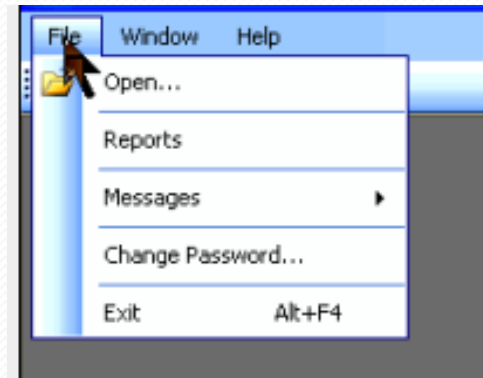 File Window Help
Open...
Reports
Messages
Change Password...
Exit Alt+F4